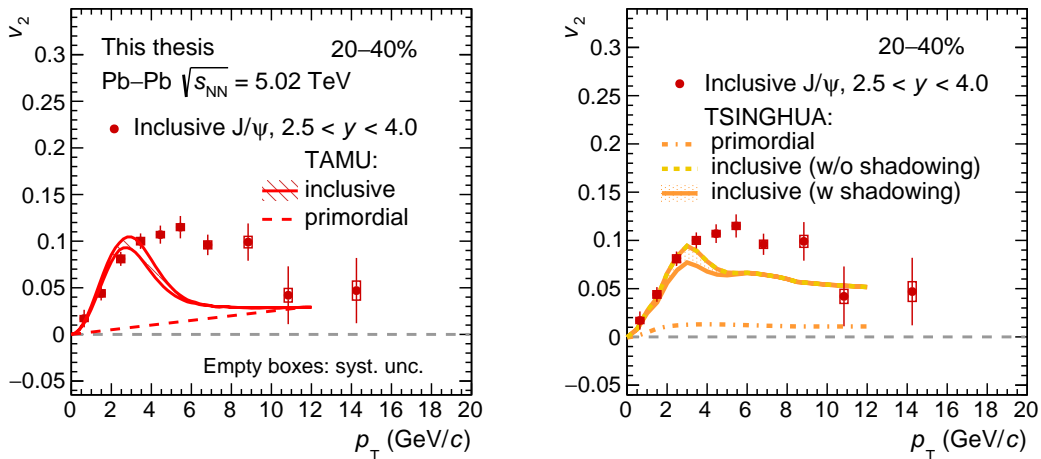 v2
0.3
This thesis
20–40%
Pb–Pb √sNN = 5.02 TeV
0.25
0.2
Inclusive J/ψ, 2.5 < y < 4.0
TAMU:
0.15
inclusive
primordial
0.1
0.05
0
Empty boxes: syst. unc.
−0.05
0 2 4 6 8 10 12 14 16 18 20
pT (GeV/c)
v2
0.3
20–40%
Inclusive J/ψ, 2.5 < y < 4.0
0.25
TSINGHUA:
primordial
0.2
inclusive (w/o shadowing)
inclusive (w shadowing)
0.15
0.1
0.05
0
−0.05
0 2 4 6 8 10 12 14 16 18 20
pT (GeV/c)